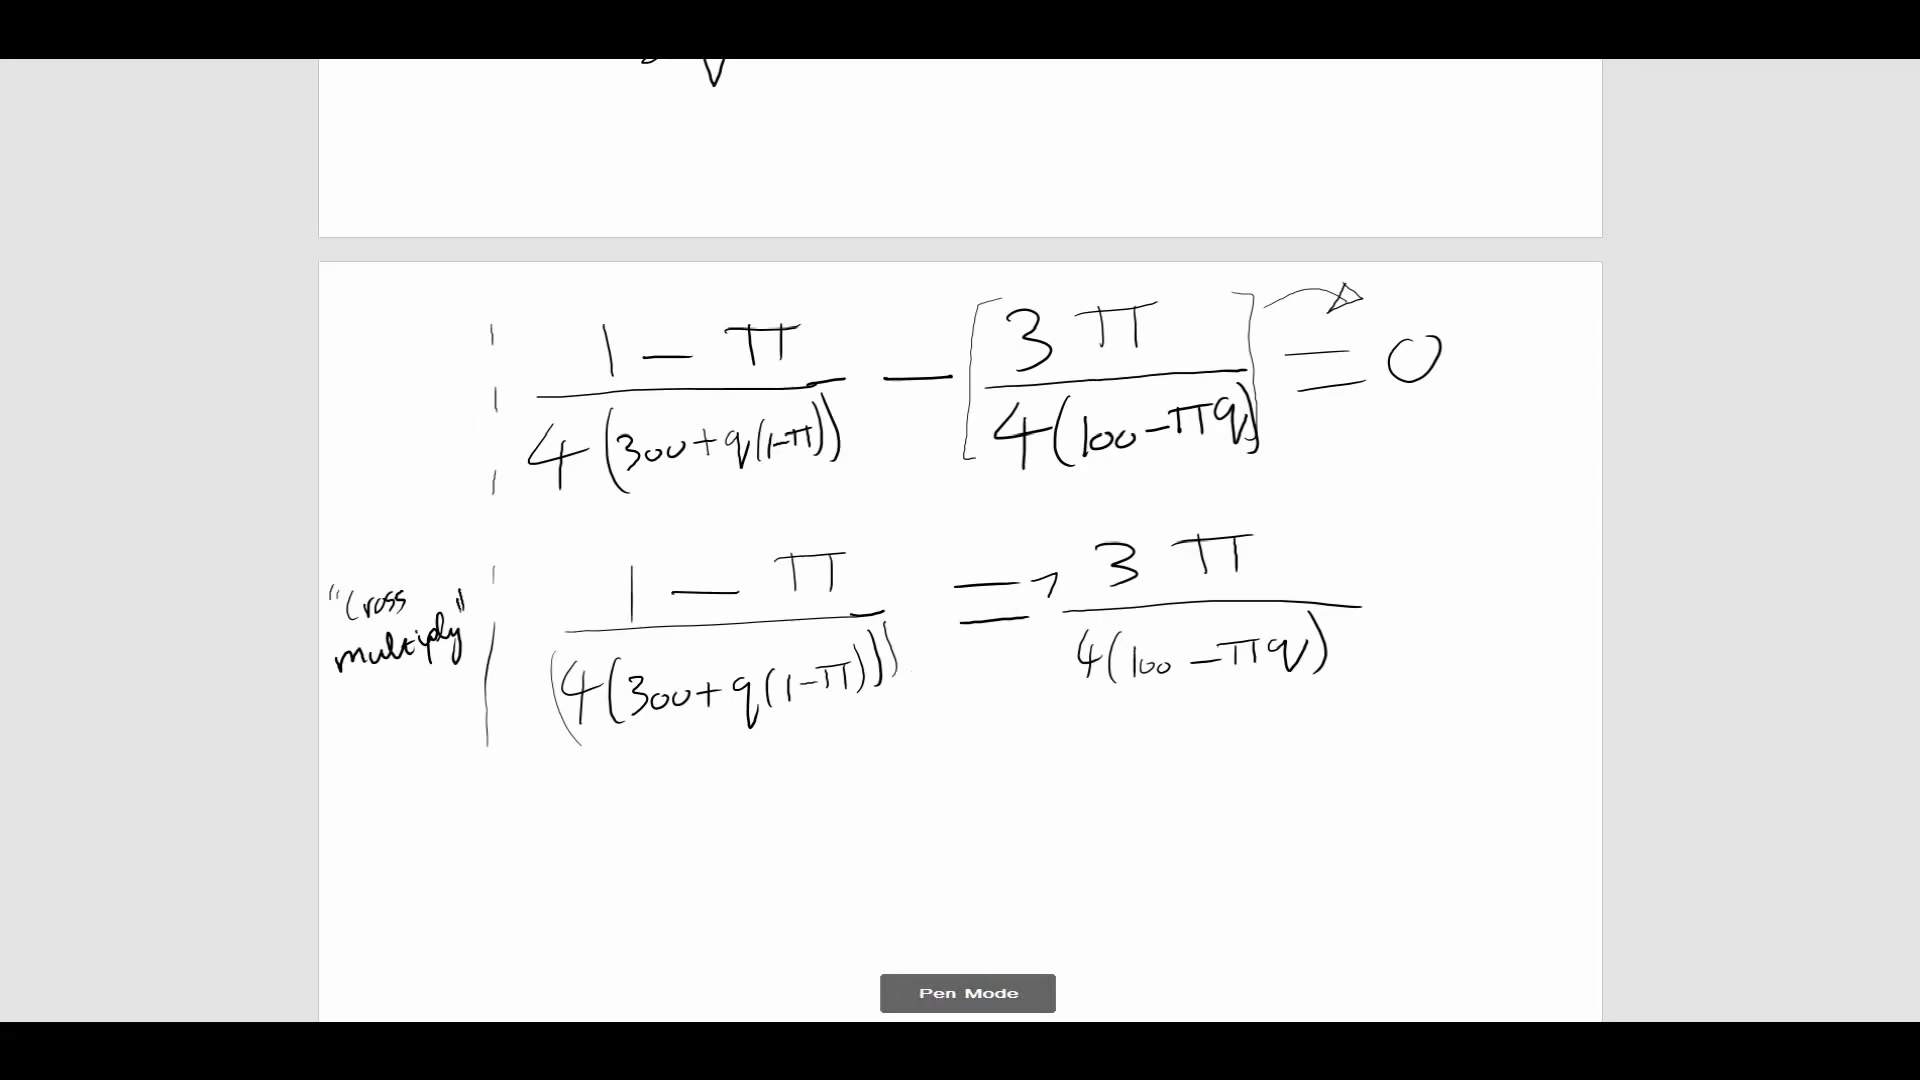 1 - π / 4(300+q(1-π)) - [3π / 4(100-πq)] = 0
"Cross
multiply"
1 - π / (4(300+q(1-π))) = 3π / 4(100-πq)
Pen Mode